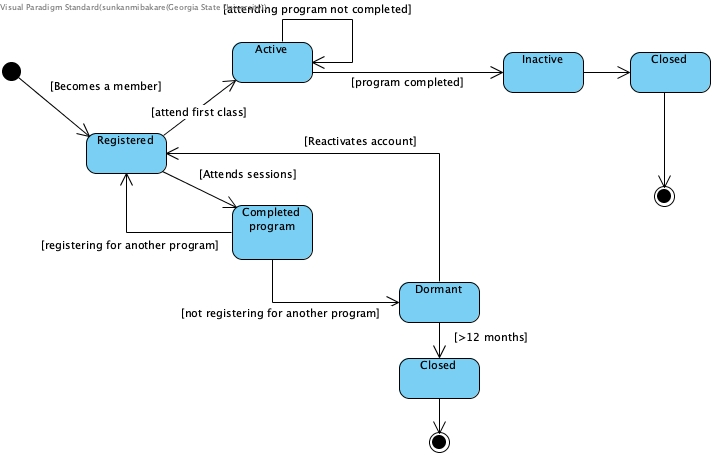 Visual Paradigm Standard(sunkanmibakare(Georgia State
[attending program not completed]
Active
Inactive
Closed
[Becomes a member]
[program completed]
[attend first class]
Registered
[Reactivates account]
[Attends sessions]
Completed
program
[registering for another program]
Dormant
[not registering for another program]
[>12 months]
Closed